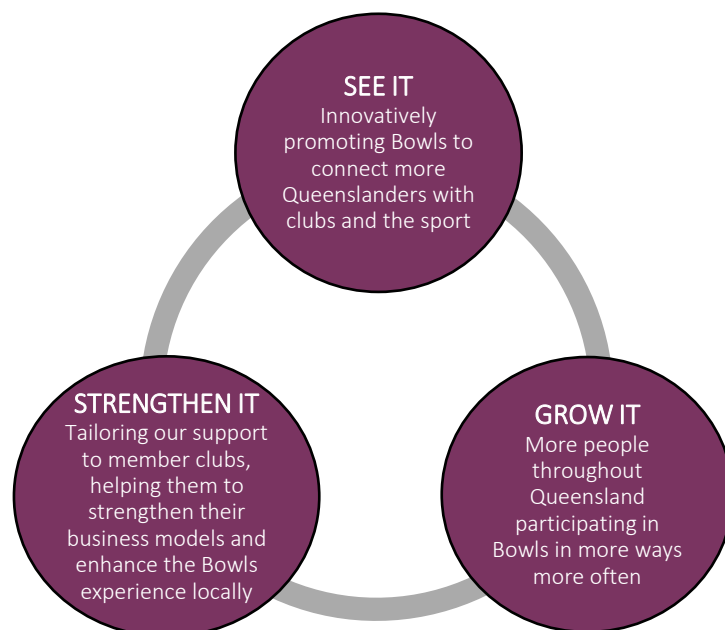 SEE IT
Innovatively
promoting Bowls to
connect more
Queenslanders with
clubs and the sport
STRENGTHEN IT
Tailoring our support
to member clubs,
helping them to
strengthen their
business models and
enhance the Bowls
experience locally
GROW IT
More people
throughout
Queensland
participating in
Bowls in more ways
more often